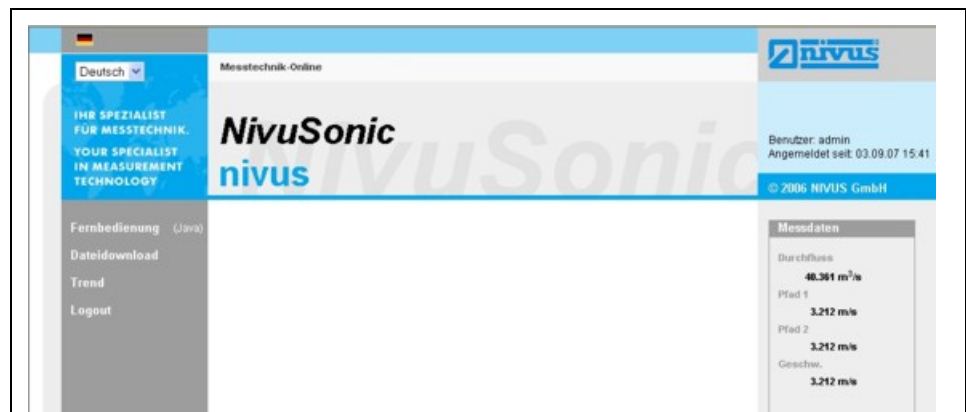 Deutsch
IHR SPEZIALIST
FÜR MESSTECHNIK.
YOUR SPECIALIST
IN MEASUREMENT
TECHNOLOGY
Fernbedienung (Java)
Dateidownload
Trend
Logout
Messtechnik-Online
NivuSonic
NivuSonic
nivus
nivus
Benutzer: admin
Angemeldet seit: 03.09.07 15:41
© 2006 NIVUS GmbH
Messdaten
Durchfluss
40.361 m³/s
Pfad 1
3.212 m/s
Pfad 2
3.212 m/s
Geschw.
3.212 m/s